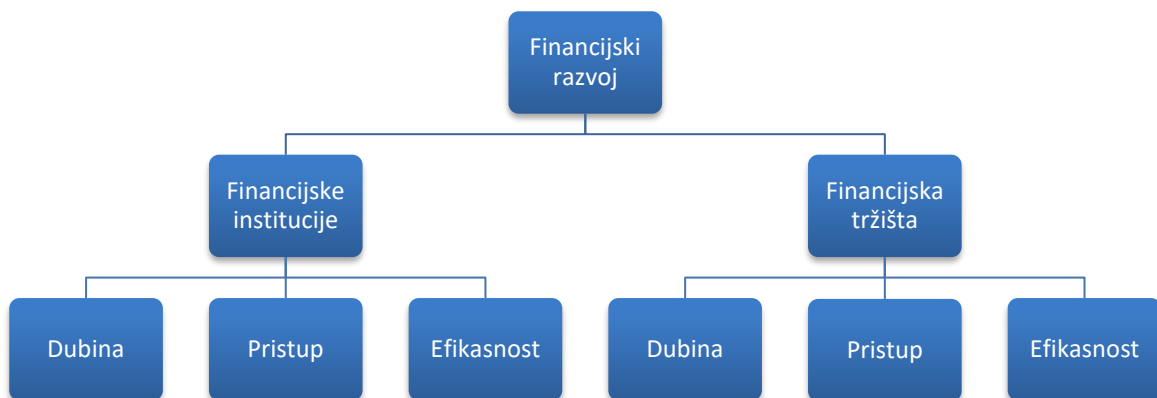 Financijski
razvoj
Financijske
institucije
Financijska
tržišta
Dubina
Pristup
Efikasnost
Dubina
Pristup
Efikasnost